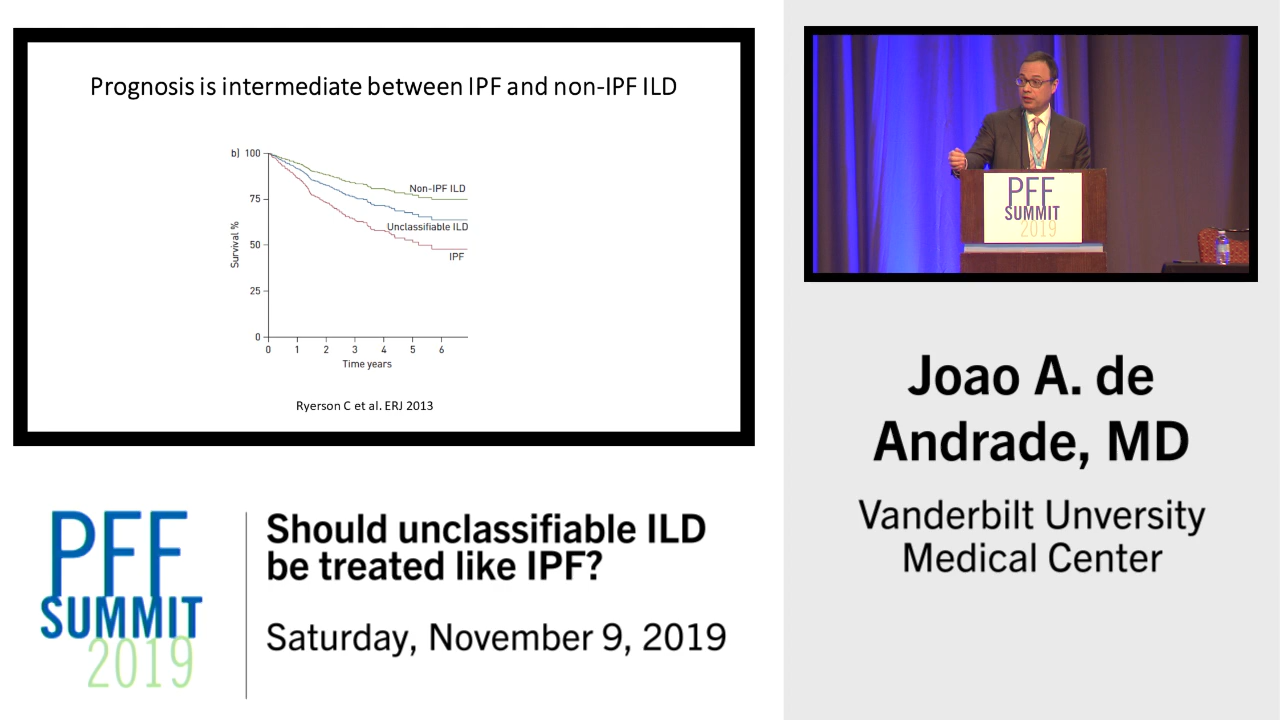 Prognosis is intermediate between IPF and non-IPF ILD
b) 100
75
50
25
0
Survival %
Non-IPF ILD
Unclassifiable ILD
IPF
0 1 2 3 4 5 6
Time years
Ryerson C et al. ERJ 2013
PFF
SUMMIT
2019
Joao A. de
Andrade, MD
Vanderbilt Unversity
Medical Center
PFF
SUMMIT
2019
Should unclassifiable ILD
be treated like IPF?
Saturday, November 9, 2019